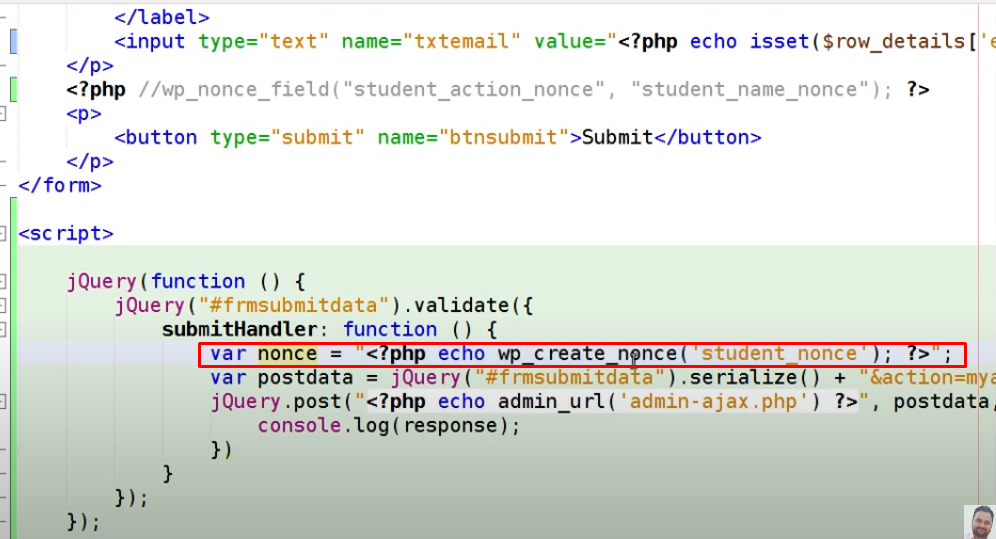 </label>
<input type="text" name="txtemail" value="<?php echo isset($row_details['e
</p>
<?php //wp_nonce_field("student_action_nonce", "student_name_nonce"); ?>
<p>
<button type="submit" name="btnsubmit">Submit</button>
</p>
</form>
<script>
jQuery(function () {
jQuery("#frmsubmitdata").validate({
submitHandler: function () {
var nonce = "<?php echo wp_create_nonce('student_nonce'); ?>";
var postdata = jQuery("#frmsubmitdata").serialize() + "&action=mya
jQuery.post("<?php echo admin_url('admin-ajax.php') ?>", postdata,
console.log(response);
})
}
});
});